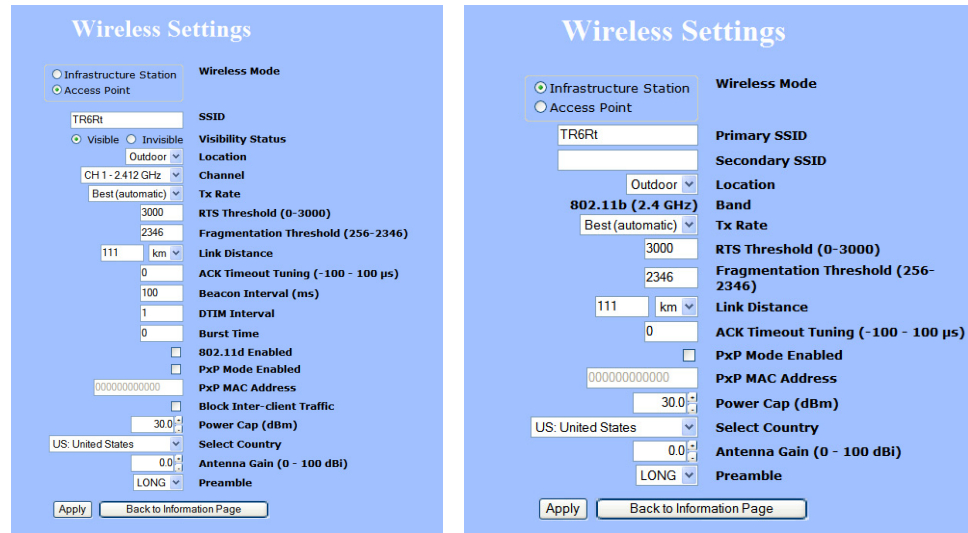 Wireless Settings
Infrastructure Station
Access Point
Wireless Mode
TR6Rt SSID
Visible Invisible Visibility Status
Outdoor Location
CH 1 - 2.412 GHz Channel
Best (automatic) Tx Rate
3000 RTS Threshold (0-3000)
2346 Fragmentation Threshold (256-2346)
111 km Link Distance
0 ACK Timeout Tuning (-100 - 100 µs)
100 Beacon Interval (ms)
1 DTIM Interval
0 Burst Time
802.11d Enabled
PxP Mode Enabled
000000000000 PxP MAC Address
Block Inter-client Traffic
30.0 Power Cap (dBm)
US: United States Select Country
0.0 Antenna Gain (0 - 100 dBi)
LONG Preamble
Apply Back to Information Page
Wireless Settings
Infrastructure Station
Access Point
Wireless Mode
TR6Rt Primary SSID
Secondary SSID
Outdoor Location
802.11b (2.4 GHz) Band
Best (automatic) Tx Rate
3000 RTS Threshold (0-3000)
2346 Fragmentation Threshold (256-
2346)
111 km Link Distance
0 ACK Timeout Tuning (-100 - 100 µs)
PxP Mode Enabled
000000000000 PxP MAC Address
30.0 Power Cap (dBm)
US: United States Select Country
0.0 Antenna Gain (0 - 100 dBi)
LONG Preamble
Apply Back to Information Page